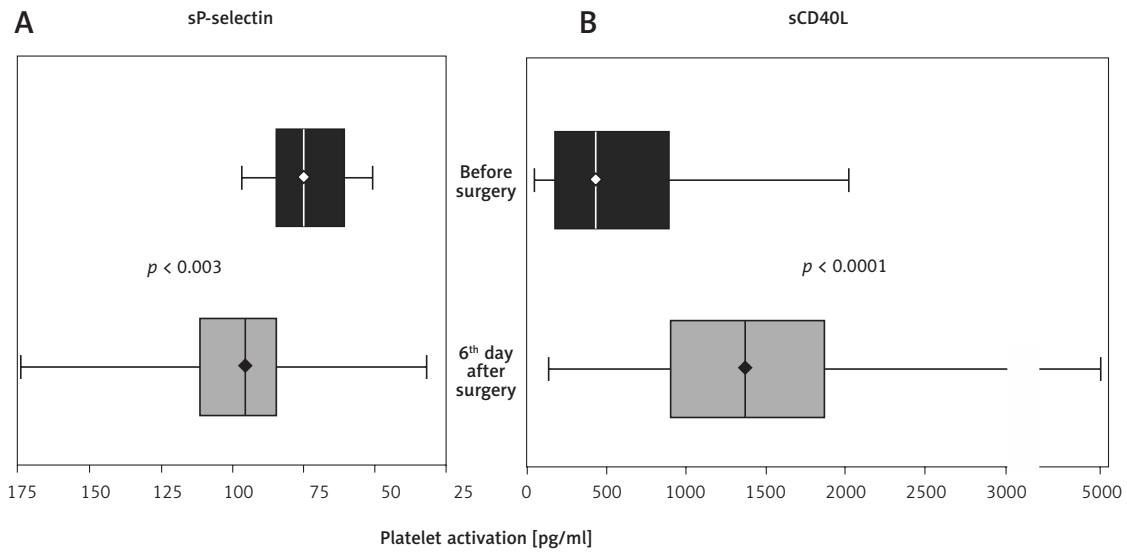 A
sP-selectin
B
sCD40L
Before
surgery
p < 0.003
p < 0.0001
6th day
after
surgery
175 150 125 100 75 50 25
0 500 1000 1500 2000 2500 3000 5000
Platelet activation [pg/ml]